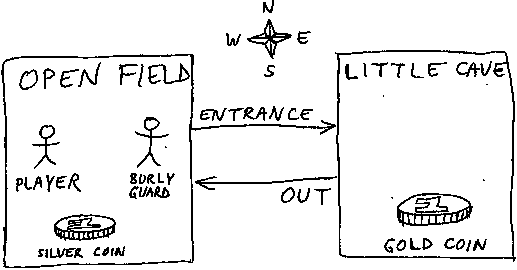 N
W E
S
OPEN FIELD
LITTLE CAVE
ENTRANCE
PLAYER
BURLY
GUARD
OUT
SILVER COIN
GOLD COIN